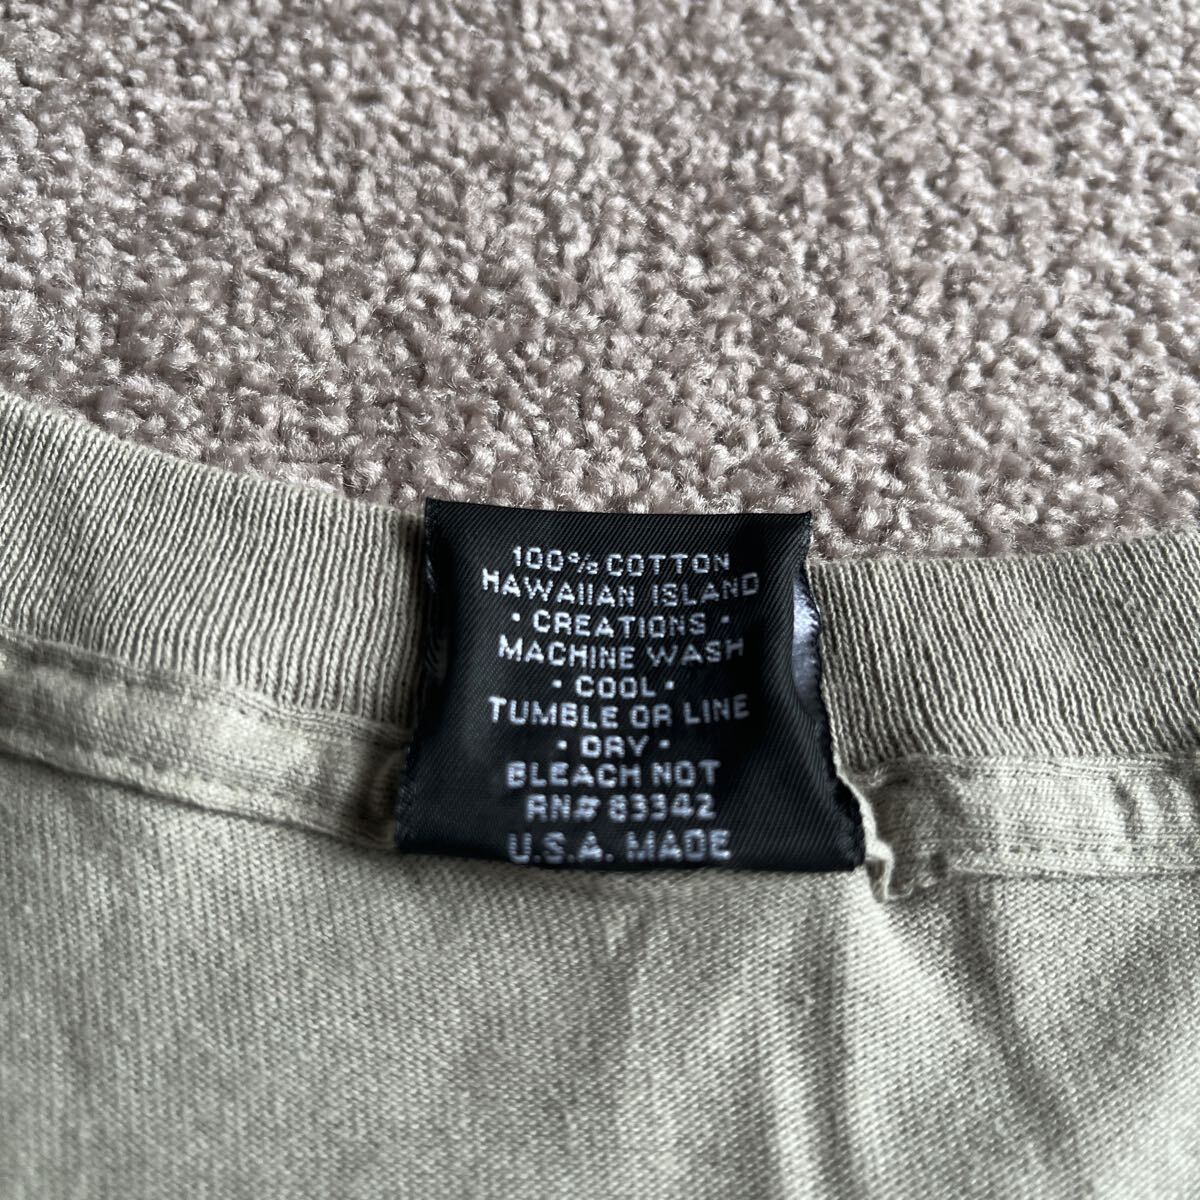 100% COTTON
HAWAIIAN ISLAND
· CREATIONS ·
MACHINE WASH
· COOL ·
TUMBLE OR LINE
· DRY ·
BLEACH NOT
RN# 83342
U.S.A. MADE